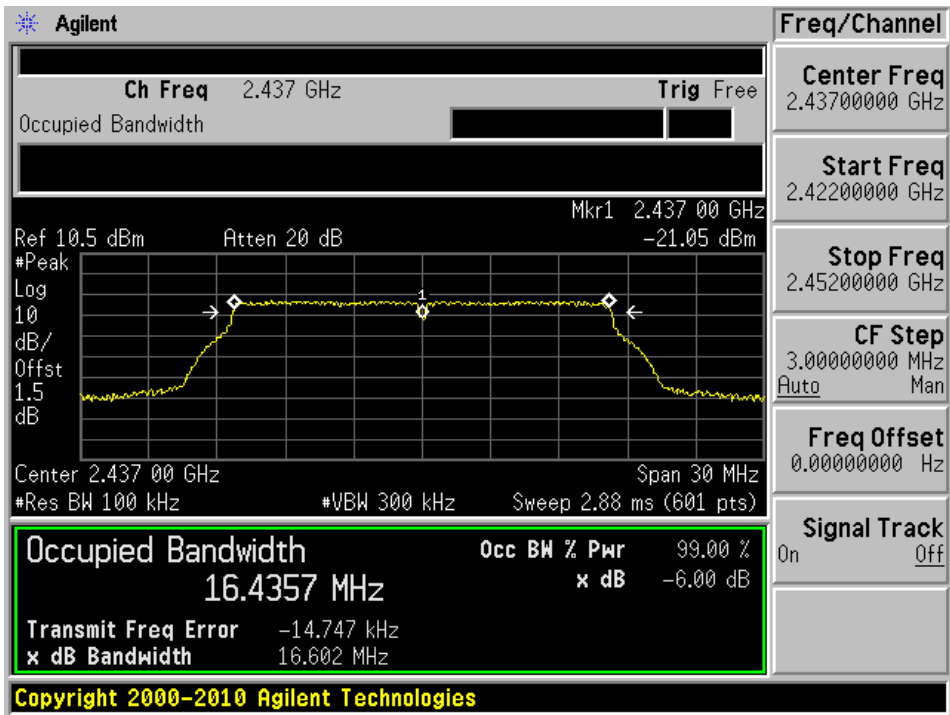 Agilent
Freq/Channel
Ch Freq 2.437 GHz Trig Free
Occupied Bandwidth
Mkr1 2.437 00 GHz
Ref 10.5 dBm Atten 20 dB -21.05 dBm
#Peak
Log
10
dB/
Offst
1.5
dB
1
Center 2.437 00 GHz Span 30 MHz
#Res BW 100 kHz #VBW 300 kHz Sweep 2.88 ms (601 pts)
Occupied Bandwidth Occ BW % Pwr 99.00 %
16.4357 MHz x dB -6.00 dB
Transmit Freq Error -14.747 kHz
x dB Bandwidth 16.602 MHz
Center Freq
2.43700000 GHz
Start Freq
2.42200000 GHz
Stop Freq
2.45200000 GHz
CF Step
3.00000000 MHz
Auto Man
Freq Offset
0.00000000 Hz
Signal Track
On Off
Copyright 2000-2010 Agilent Technologies